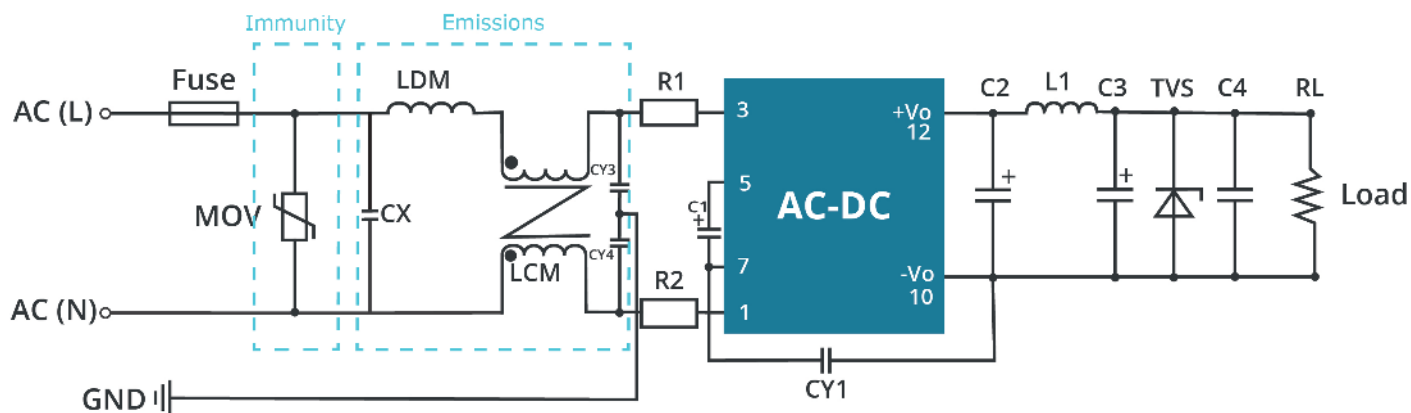 Immunity
Emissions
Fuse
LDM
R1
C2
L1
C3
TVS
C4
RL
AC (L)
3
+Vo
12
CY3
5
MOV
CX
C1
+
AC-DC
+
+
Load
CY4
7
LCM
R2
-Vo
10
AC (N)
1
CY1
GND